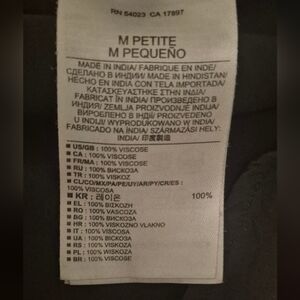 RN 54023 CA 17897
M PETITE
M PEQUEÑO
MADE IN INDIA/ FABRIQUE EN INDE/
СДЕЛАНО В ИНДИИ/ MADE IN HINDISTAN/
HECHO EN INDIA CON TELA IMPORTADA/
ΚΑΤΑΣΚΕΥΑΣΤΗΚΕ ΣΤΗΝ ΙΝΔΙΑ/
FABRICAT ÎN INDIA/ ПРОИЗВЕДЕНО В
ИНДИЯ/ ZEMLJA PROIZVODNJE INDIJA/
ВИРОБЛЕНО В ІНДІЇ/ PROIZVEDENO
U INDIJI/ WYPRODUKOWANO W INDIA/
FABRICADO NA ÍNDIA/ SZÁRMAZÁSI HELY:
INDIA/ 印度製造
■ US/GB : 100% VISCOSE
■ CA : 100% VISCOSE
■ FR/MA : 100% VISCOSE
■ RU : 100% ВИСКОЗА
■ TR : 100% VİSKOZ
■ CL/CO/MX/PA/PE/UY/AR/PY/CR/ES :
100% VISCOSA
■ KR : 레이온 100%
■ EL : 100% ΒΙΣΚΟΖΗ
■ RO : 100% VASCOZA
■ BG : 100% ВИСКОЗА
■ HR : 100% VISKOZNO VLAKNO
■ IT : 100% VISCOSA
■ UA : 100% ВІСКОЗА
■ RS : 100% VISKOZA
■ PL : 100% WISKOZA
■ BR : 100% VISCOSE